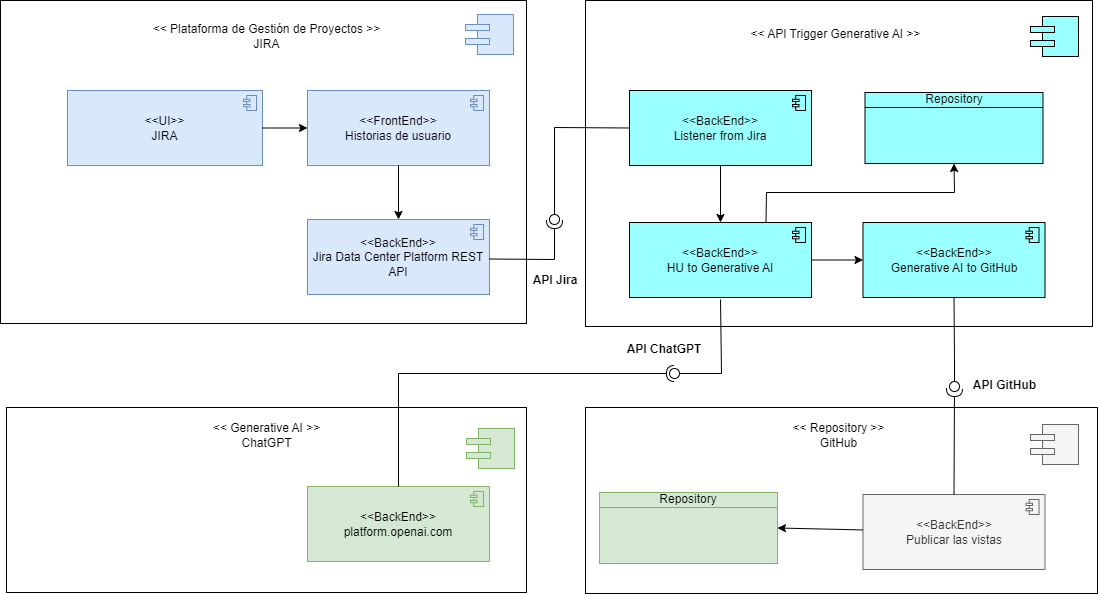 << Plataforma de Gestión de Proyectos >>
JIRA
<<UI>>
JIRA
<<FrontEnd>>
Historias de usuario
<<BackEnd>>
Jira Data Center Platform REST
API
API Jira
<< API Trigger Generative AI >>
<<BackEnd>>
Listener from Jira
Repository
<<BackEnd>>
HU to Generative AI
<<BackEnd>>
Generative AI to GitHub
API ChatGPT
API GitHub
<< Generative AI >>
ChatGPT
<<BackEnd>>
platform.openai.com
<< Repository >>
GitHub
Repository
<<BackEnd>>
Publicar las vistas